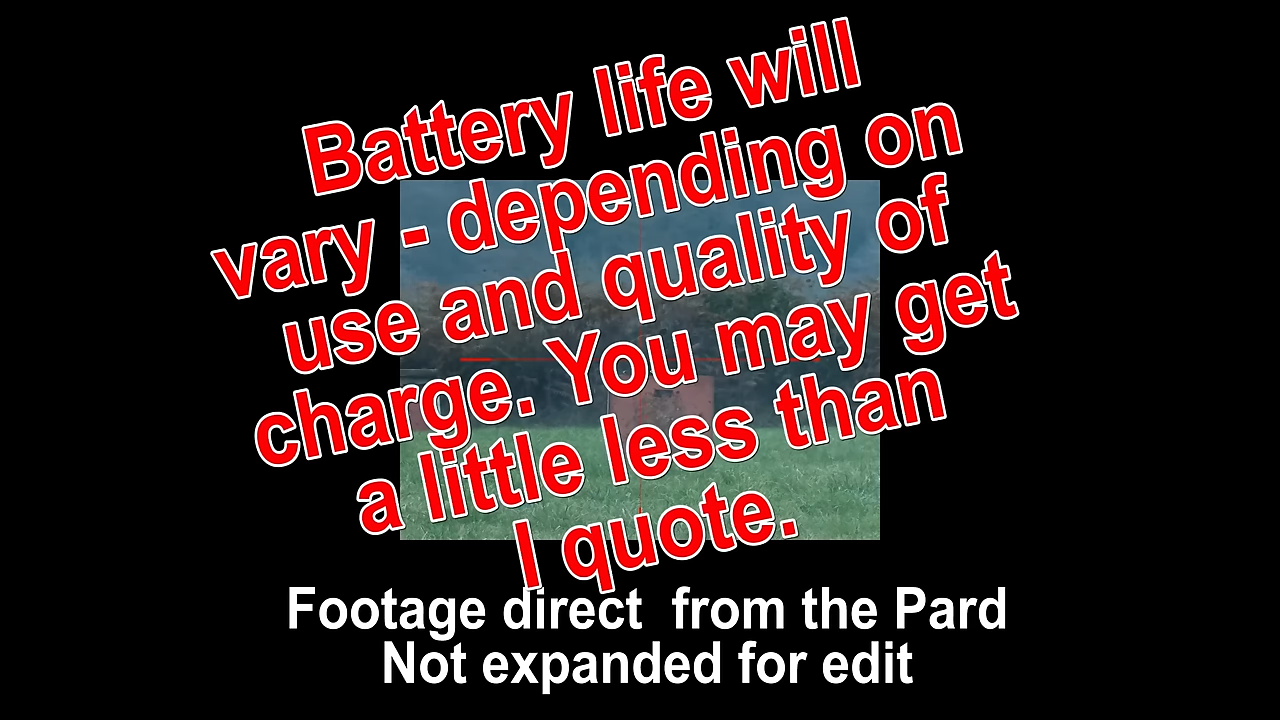 Battery life will
vary - depending on
use and quality of
charge. You may get
a little less than
I quote.
Footage direct  from the Pard
Not expanded for edit